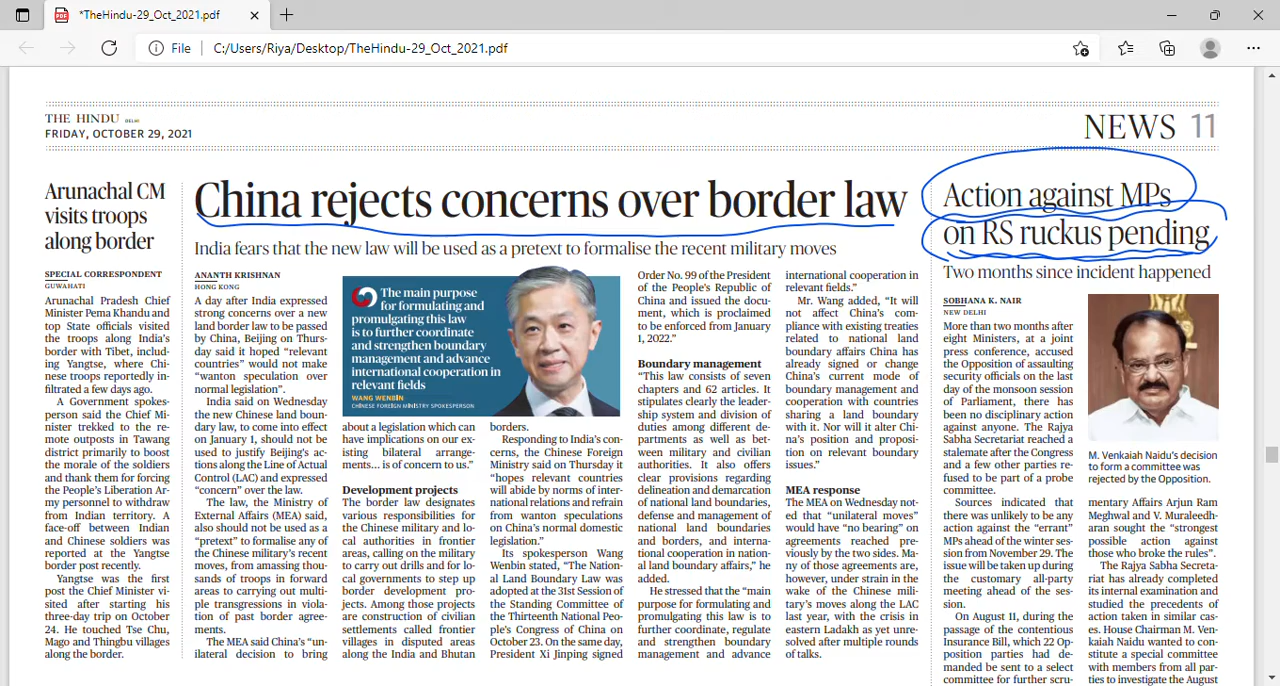 *TheHindu-29_Oct_2021.pdf
File
C:/Users/Riya/Desktop/TheHindu-29_Oct_2021.pdf
THE HINDU DELHI
FRIDAY, OCTOBER 29, 2021
NEWS 11
Arunachal CM
visits troops
along border
SPECIAL CORRESPONDENT
GUWAHATI
Arunachal Pradesh Chief
Minister Pema Khandu and
top State officials visited
the troops along India's
border with Tibet, includ-
ing Yangtse, where Chi-
nese troops reportedly in-
filtrated a few days ago.
A Government spokes-
person said the Chief Mi-
nister trekked to the re-
mote outposts in Tawang
district primarily to boost
the morale of the soldiers
and thank them for forcing
the People's Liberation Ar-
my personnel to withdraw
from Indian territory. A
face-off between Indian
and Chinese soldiers was
reported at the Yangtse
border post recently.
Yangtse was the first
post the Chief Minister vi-
sited after starting his
three-day trip on October
24. He touched Tse Chu,
Mago and Thingbu villages
along the border.
China rejects concerns over border law
India fears that the new law will be used as a pretext to formalise the recent military moves
ANANTH KRISHNAN
HONG KONG
A day after India expressed
strong concerns over a new
land border law to be passed
by China, Beijing on Thurs-
day said it hoped "relevant
countries" would not make
"wanton speculation over
normal legislation".
India said on Wednesday
the new Chinese land boun-
dary law, to come into effect
on January 1, should not be
used to justify Beijing's ac-
tions along the Line of Actual
Control (LAC) and expressed
"concern" over the law.
The law, the Ministry of
External Affairs (MEA) said,
also should not be used as a
"pretext" to formalise any of
the Chinese military's recent
moves, from amassing thou-
sands of troops in forward
areas to carrying out multi-
ple transgressions in viola-
tion of past border agree-
ments.
The MEA said China's "un-
ilateral decision to bring
The main purpose
for formulating and
promulgating this law
is to further coordinate
and strengthen boundary
management and advance
international cooperation in
relevant fields
WANG WENBIN
CHINESE FOREIGN MINISTRY SPOKESPERSON
about a legislation which can
have implications on our ex-
isting bilateral arrange-
ments... is of concern to us."
Development projects
The border law designates
various responsibilities for
the Chinese military and lo-
cal authorities in frontier
areas, calling on the military
to carry out drills and for lo-
cal governments to step up
border development pro-
jects. Among those projects
are construction of civilian
settlements called frontier
villages in disputed areas
along the India and Bhutan
borders.
Responding to India's con-
cerns, the Chinese Foreign
Ministry said on Thursday it
"hopes relevant countries
will abide by norms of inter-
national relations and refrain
from wanton speculations
on China's normal domestic
legislation."
Its spokesperson Wang
Wenbin stated, "The Nation-
al Land Boundary Law was
adopted at the 31st Session of
the Standing Committee of
the Thirteenth National Peo-
ple's Congress of China on
October 23. On the same day,
President Xi Jinping signed
Order No. 99 of the President
of the People's Republic of
China and issued the docu-
ment, which is proclaimed
to be enforced from January
1, 2022."
Boundary management
"This law consists of seven
chapters and 62 articles. It
stipulates clearly the leader-
ship system and division of
duties among different de-
partments as well as bet-
ween military and civilian
authorities. It also offers
clear provisions regarding
delineation and demarcation
of national land boundaries,
defense and management of
national land boundaries
and borders, and interna-
tional cooperation in nation-
al land boundary affairs," he
added.
He stressed that the "main
purpose for formulating and
promulgating this law is to
further coordinate, regulate
and strengthen boundary
management and advance
international cooperation in
relevant fields."
Mr. Wang added, "It will
not affect China's com-
pliance with existing treaties
related to national land
boundary affairs China has
already signed or change
China's current mode of
boundary management and
cooperation with countries
sharing a land boundary
with it. Nor will it alter Chi-
na's position and proposi-
tion on relevant boundary
issues."
MEA response
The MEA on Wednesday not-
ed that "unilateral moves"
would have "no bearing" on
agreements reached pre-
viously by the two sides. Ma-
ny of those agreements are,
however, under strain in the
wake of the Chinese mili-
tary's moves along the LAC
last year, with the crisis in
eastern Ladakh as yet unre-
solved after multiple rounds
of talks.
Action against MPs
on RS ruckus pending
Two months since incident happened
SOBHANA K. NAIR
NEW DELHI
More than two months after
eight Ministers, at a joint
press conference, accused
the Opposition of assaulting
security officials on the last
day of the monsoon session
of Parliament, there has
been no disciplinary action
against anyone. The Rajya
Sabha Secretariat reached a
stalemate after the Congress
and a few other parties re-
fused to be part of a probe
committee.
Sources indicated that
there was unlikely to be any
action against the "errant"
MPs ahead of the winter ses-
sion from November 29. The
issue will be taken up during
the customary all-party
meeting ahead of the ses-
sion.
On August 11, during the
passage of the contentious
Insurance Bill, which 22 Op-
position parties had de-
manded be sent to a select
committee for further scru-
M. Venkaiah Naidu's decision
to form a committee was
rejected by the Opposition.
mentary Affairs Arjun Ram
Meghwal and V. Muraleedh-
aran sought the "strongest
possible action against
those who broke the rules".
The Rajya Sabha Secreta-
riat has already completed
its internal examination and
studied the precedents of
action taken in similar cas-
es. House Chairman M. Ven-
kaiah Naidu wanted to con-
stitute a special committee
with members from all par-
ties to investigate the August